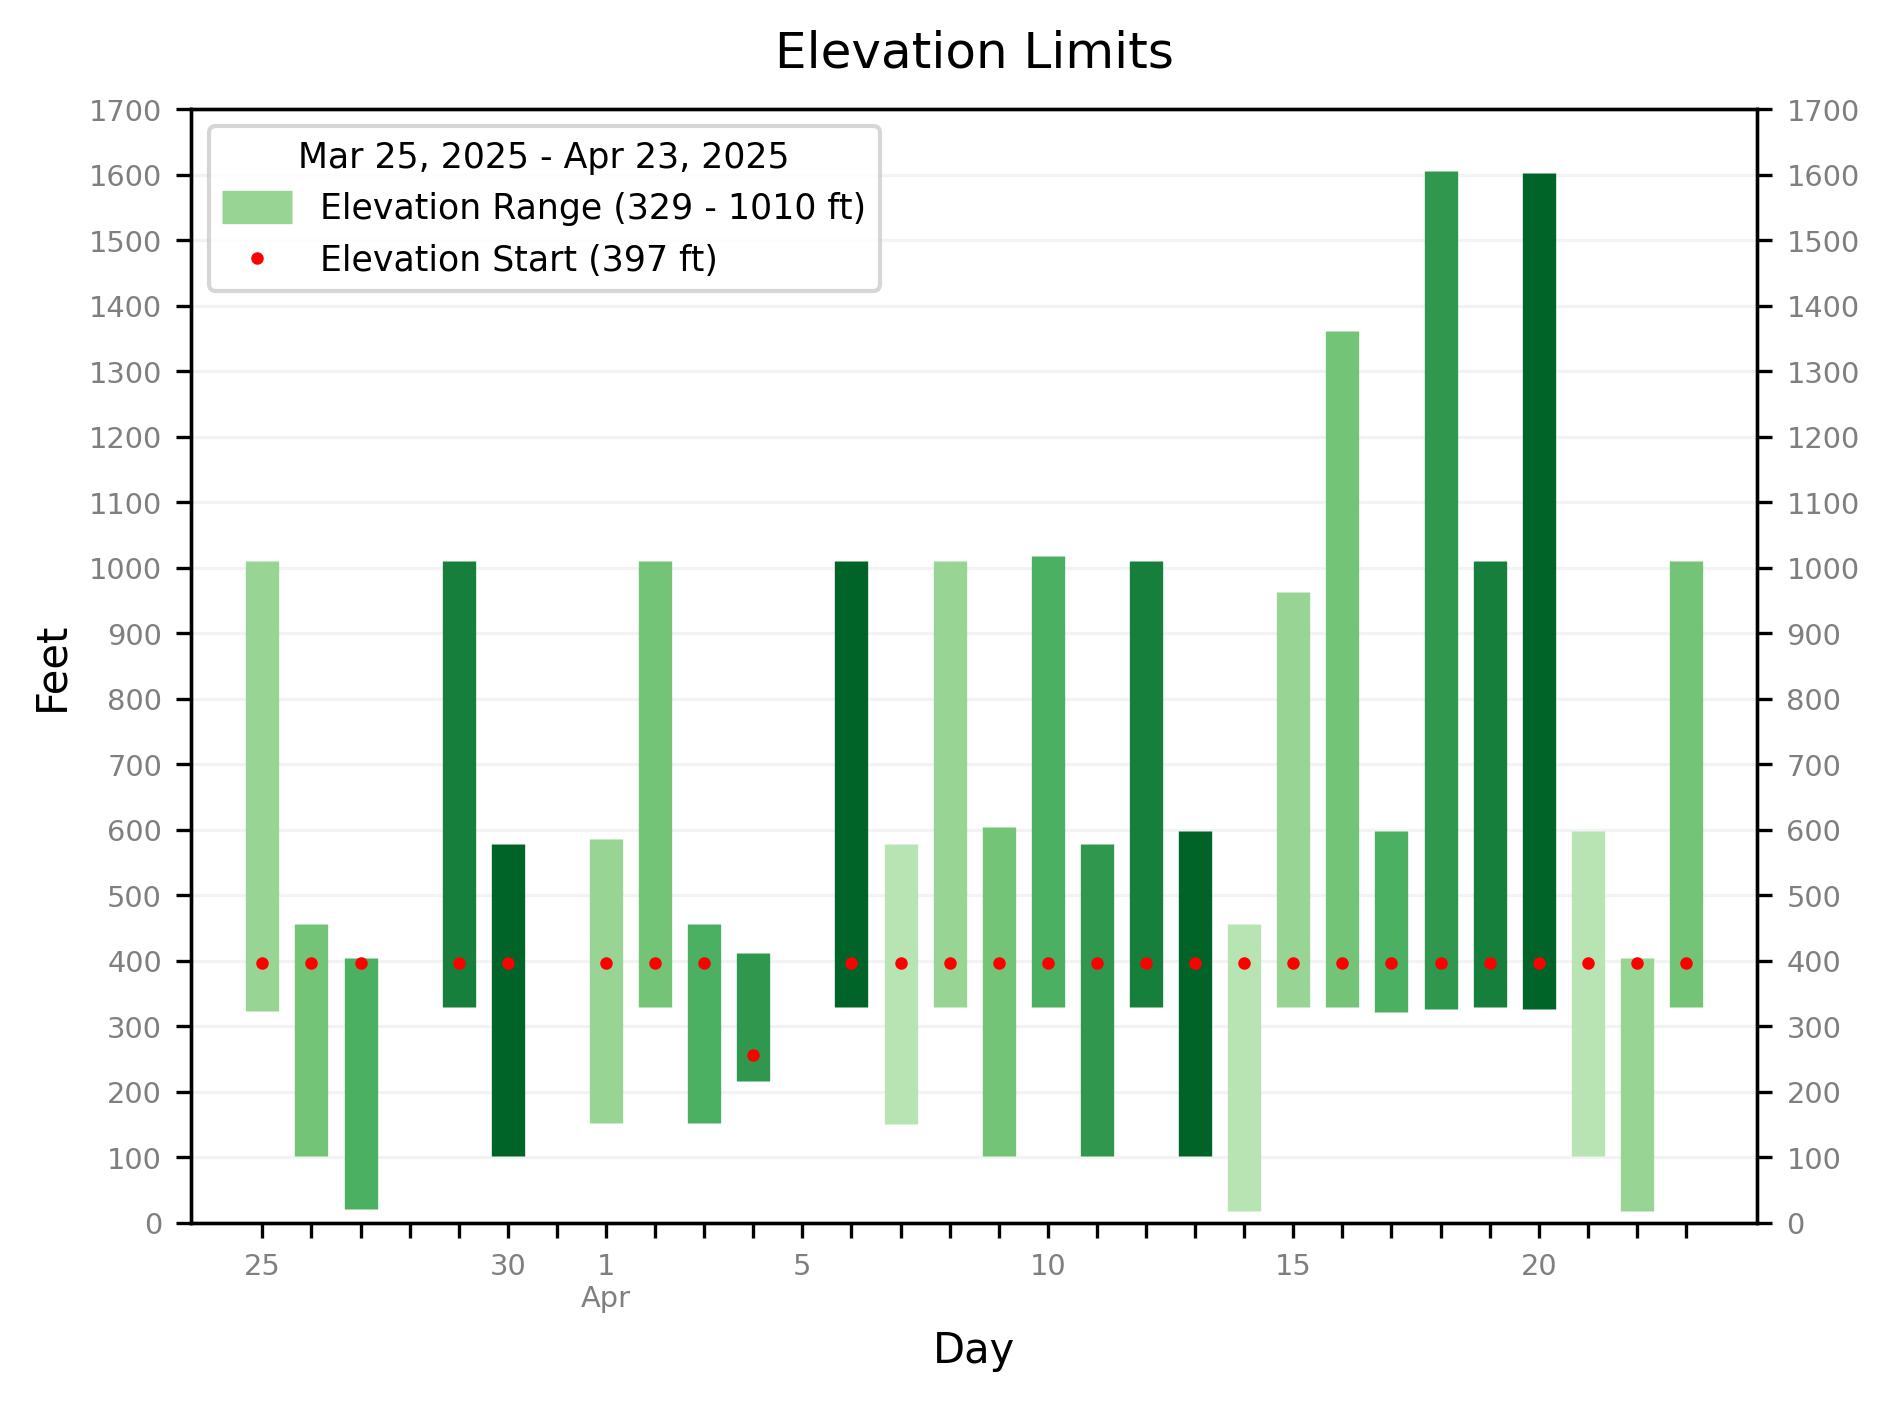 Elevation Limits
Mar 25, 2025 - Apr 23, 2025
Elevation Range (329 - 1010 ft)
Elevation Start (397 ft)
1700 1700
1600 1600
1500 1500
1400 1400
1300 1300
1200 1200
1100 1100
1000 1000
900 900
800 800
700 700
600 600
500 500
400 400
300 300
200 200
100 100
0 0
Feet
25 30 1 5 10 15 20
Apr
Day